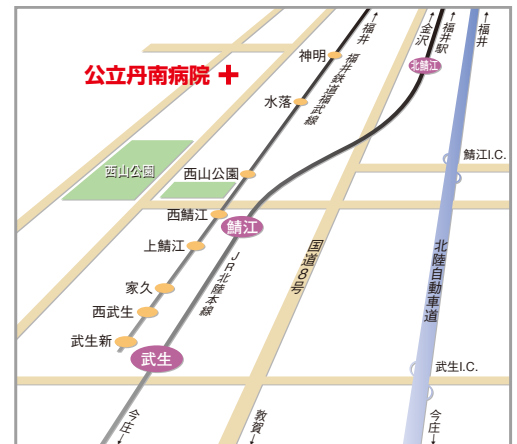 ↑福井
↑金沢
↑福井駅
↑福井
神明
北鯖江
福井鉄道福武線
公立丹南病院
水落
鯖江I.C.
西山公園
西山公園
西鯖江
鯖江
上鯖江
国道8号
北陸自動車道
JR北陸本線
家久
西武生
武生新
武生
武生I.C.
今庄↓
敦賀↓
今庄↓